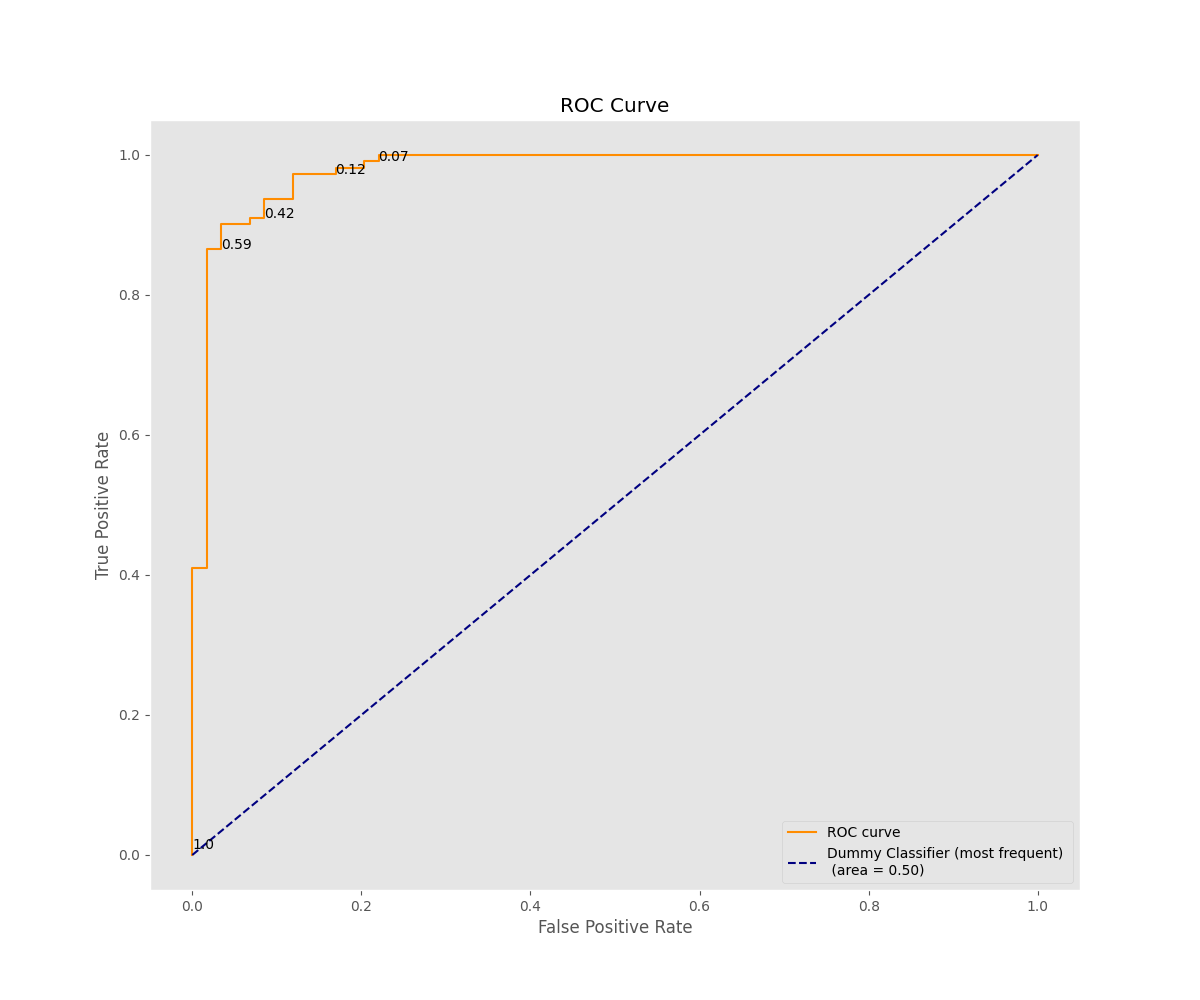 ROC Curve
1.0
0.8
0.6
0.4
0.2
0.0
True Positive Rate
0.07
0.12
0.42
0.59
1.0
ROC curve
Dummy Classifier (most frequent)
(area = 0.50)
0.0 0.2 0.4 0.6 0.8 1.0
False Positive Rate